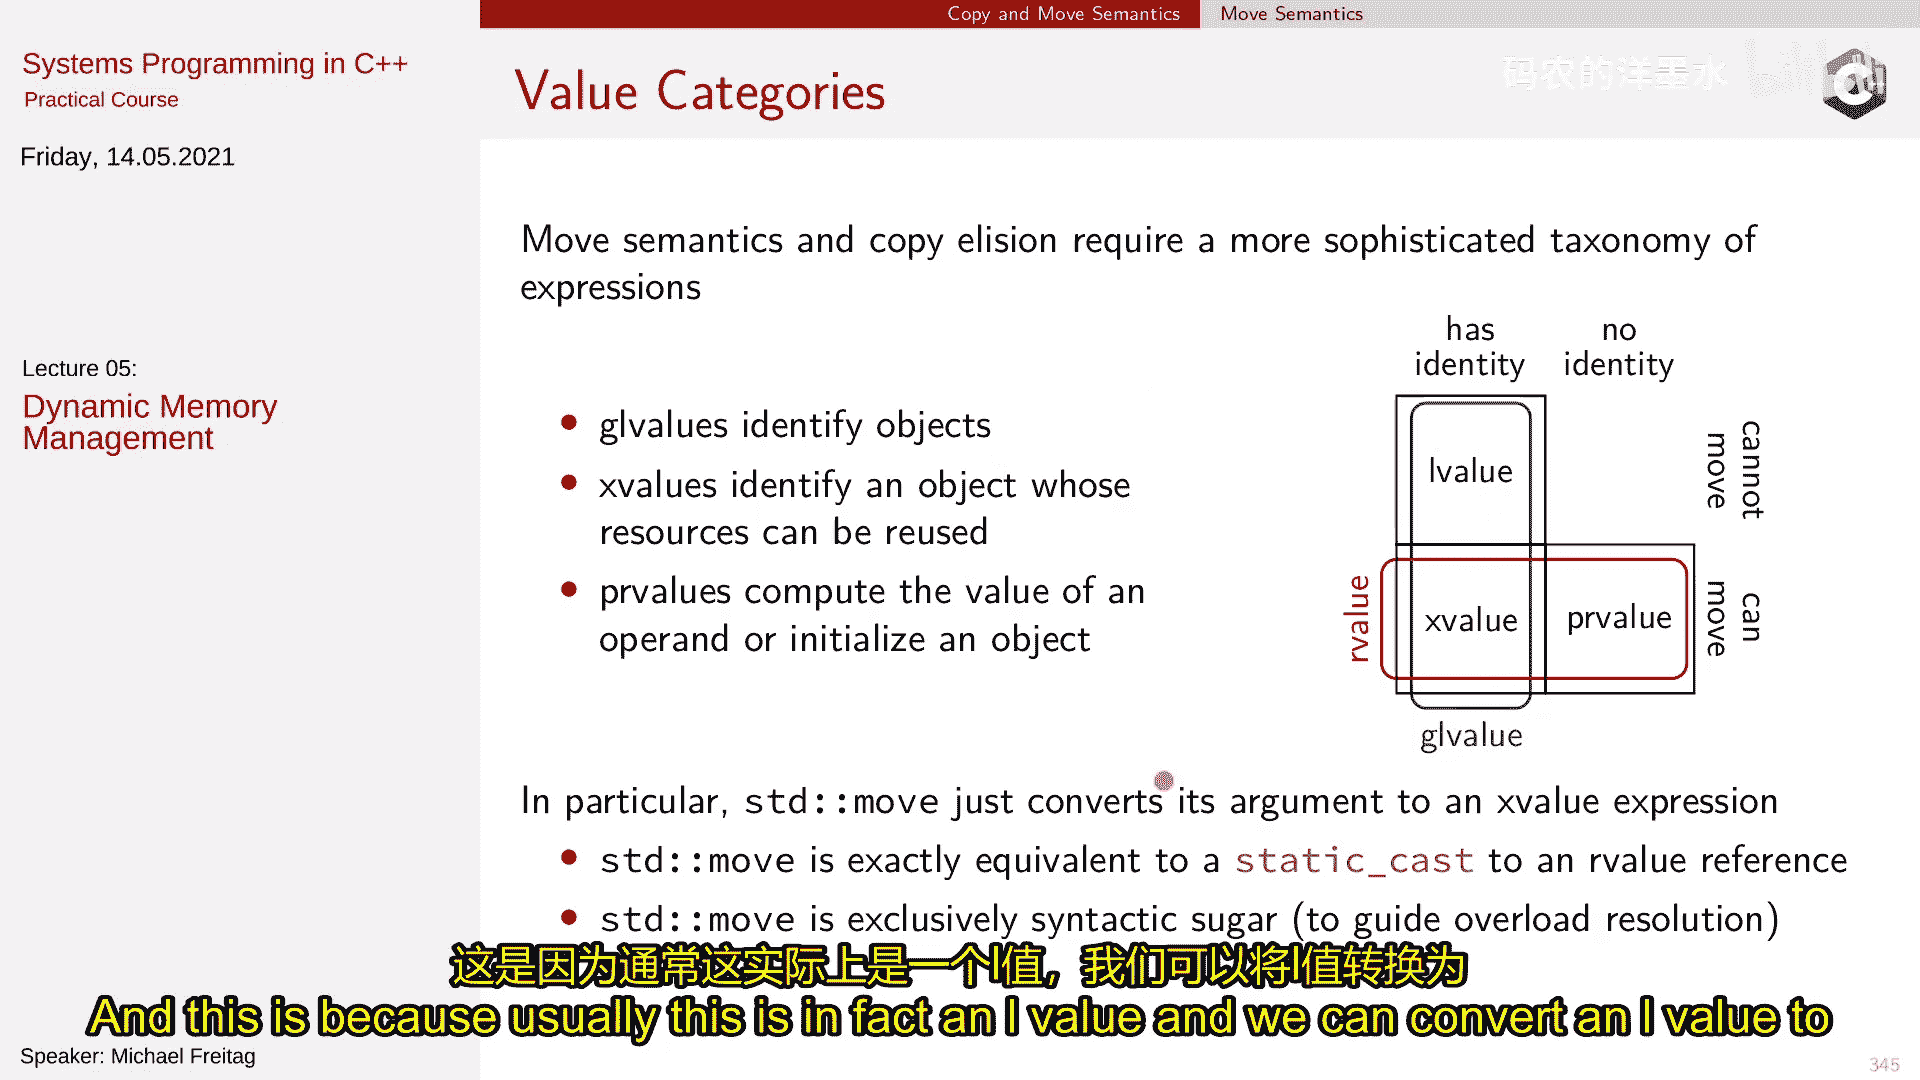 Copy and Move Semantics
Move Semantics
Systems Programming in C++
Practical Course
Friday, 14.05.2021
Value Categories
码农的洋墨水
Lecture 05:
Dynamic Memory
Management
Move semantics and copy elision require a more sophisticated taxonomy of
expressions
glvalues identify objects
xvalues identify an object whose
resources can be reused
prvalues compute the value of an
operand or initialize an object
has
identity
no
identity
lvalue
cannot
move
rvalue
xvalue
prvalue
can
move
glvalue
In particular, std::move just converts its argument to an xvalue expression
std::move is exactly equivalent to a static_cast to an rvalue reference
std::move is exclusively syntactic sugar (to guide overload resolution)
这是因为通常这实际上是一个l值，我们可以将l值转换为
And this is because usually this is in fact an l value and we can convert an l value to
Speaker: Michael Freitag
345